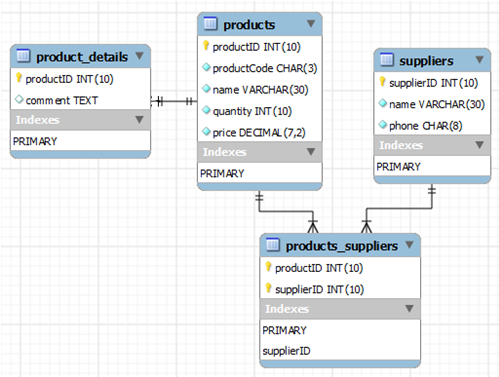 products
productID INT(10)
productCode CHAR(3)
name VARCHAR(30)
quantity INT(10)
price DECIMAL(7,2)
Indexes
PRIMARY
product_details
productID INT(10)
comment TEXT
Indexes
PRIMARY
suppliers
supplierID INT(10)
name VARCHAR(30)
phone CHAR(8)
Indexes
PRIMARY
products_suppliers
productID INT(10)
supplierID INT(10)
Indexes
PRIMARY
supplierID